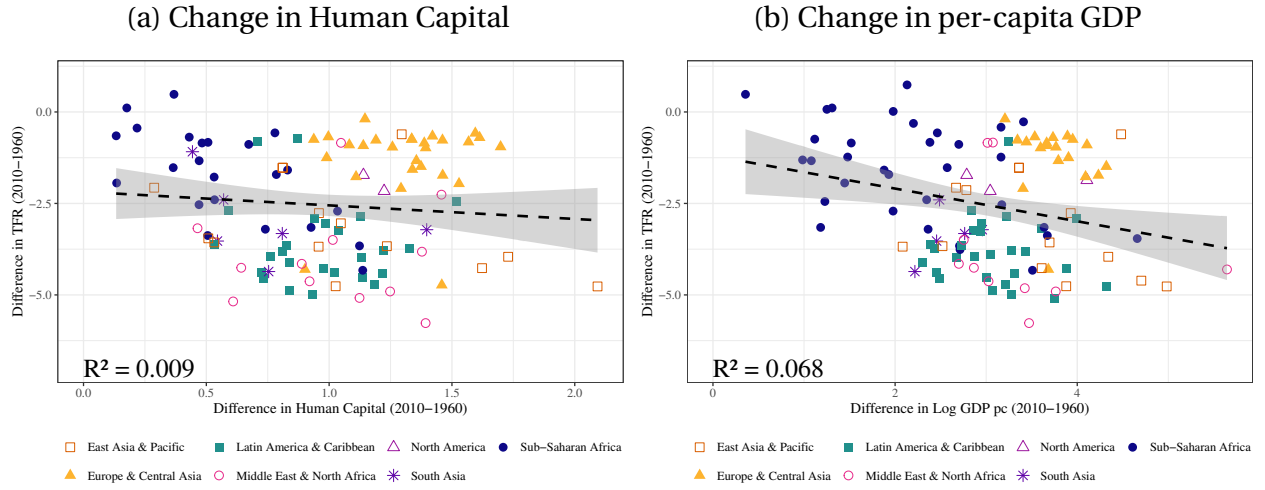 (a) Change in Human Capital
Difference in TFR (2010−1960)
0.0
−2.5
−5.0
R² = 0.009
0.0 0.5 1.0 1.5 2.0
Difference in Human Capital (2010−1960)
East Asia & Pacific Latin America & Caribbean North America Sub−Saharan Africa
Europe & Central Asia Middle East & North Africa South Asia
(b) Change in per-capita GDP
Difference in TFR (2010−1960)
0.0
−2.5
−5.0
R² = 0.068
0 2 4
Difference in Log GDP pc (2010−1960)
East Asia & Pacific Latin America & Caribbean North America Sub−Saharan Africa
Europe & Central Asia Middle East & North Africa South Asia